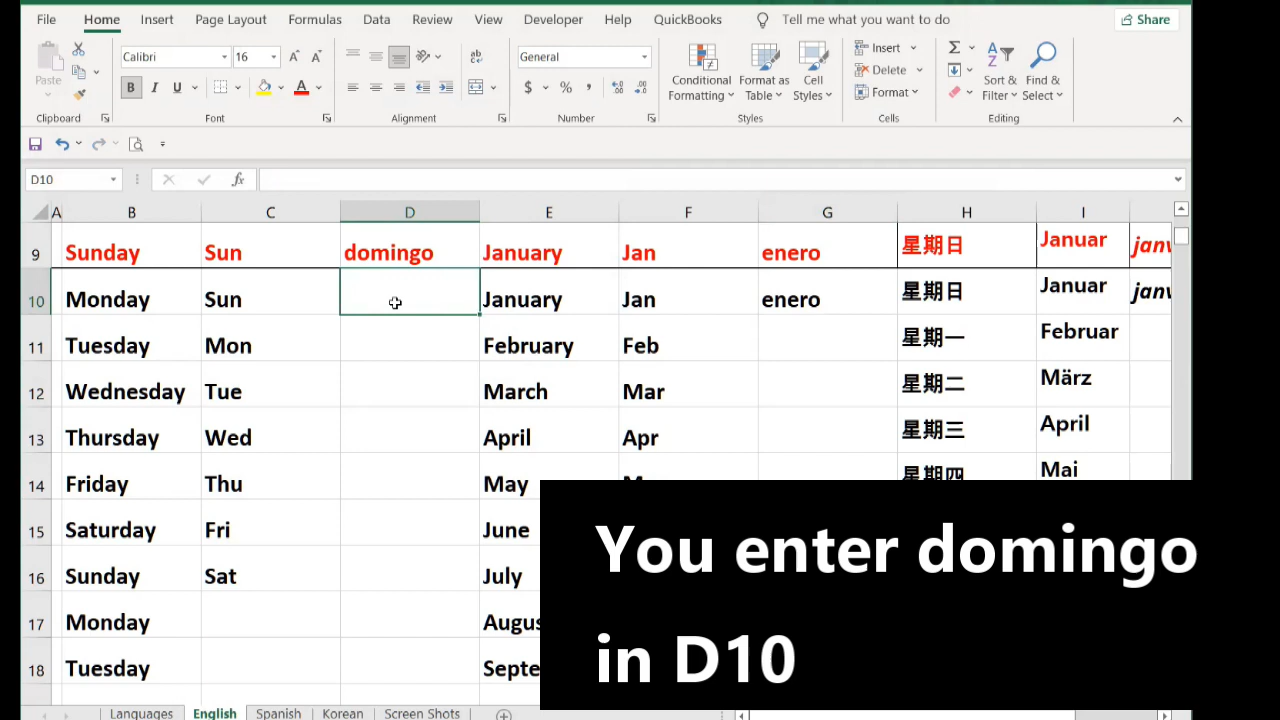 File Home Insert Page Layout Formulas Data Review View Developer Help QuickBooks Tell me what you want to do Share
Calibri 16 General Insert
Paste Conditional Format as Cell Delete Sort & Find &
B I U A $ % Formatting Table Styles Format Filter Select
Clipboard Font Alignment Number Styles Cells Editing
D10 fx
A B C D E F G H I
9 Sunday Sun domingo January Jan enero 星期日 Januar
10 Monday Sun January Jan enero 星期日 Januar
11 Tuesday Mon February Feb 星期一 Februar
12 Wednesday Tue March Mar 星期二 März
13 Thursday Wed April Apr 星期三 April
14 Friday Thu May 星期四 Mai
15 Saturday Fri June
16 Sunday Sat July
17 Monday
18 Tuesday
You enter domingo
in D10
Languages English Spanish Korean Screen Shots